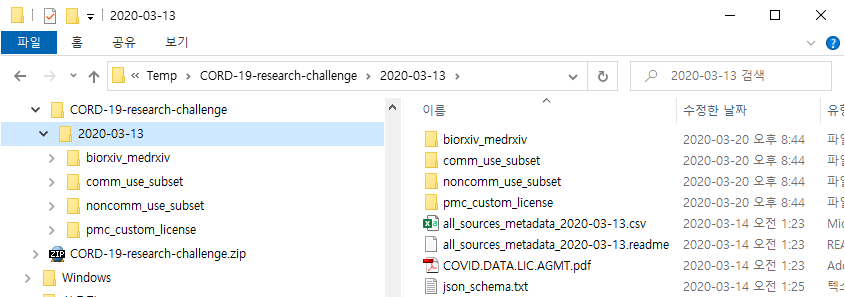 2020-03-13
파일 홈 공유 보기
« Temp > CORD-19-research-challenge > 2020-03-13 >
2020-03-13 검색
CORD-19-research-challenge
2020-03-13
biorxiv_medrxiv
comm_use_subset
noncomm_use_subset
pmc_custom_license
CORD-19-research-challenge.zip
Windows
이름 수정한 날짜 유형
biorxiv_medrxiv 2020-03-20 오후 8:44 파일
comm_use_subset 2020-03-20 오후 8:44 파일
noncomm_use_subset 2020-03-20 오후 8:44 파일
pmc_custom_license 2020-03-20 오후 8:44 파일
all_sources_metadata_2020-03-13.csv 2020-03-14 오전 1:23 Mic
all_sources_metadata_2020-03-13.readme 2020-03-14 오전 1:23 REA
COVID.DATA.LIC.AGMT.pdf 2020-03-14 오전 1:23 Ado
json_schema.txt 2020-03-14 오전 1:25 텍스